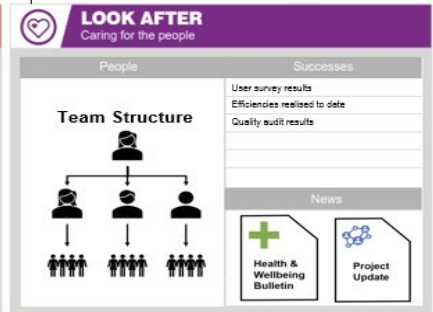 LOOK AFTER
Caring for the people
People
Team Structure
Successes
User survey results
Efficiencies realised to date
Quality audit results
News
Health &
Wellbeing
Bulletin
Project
Update